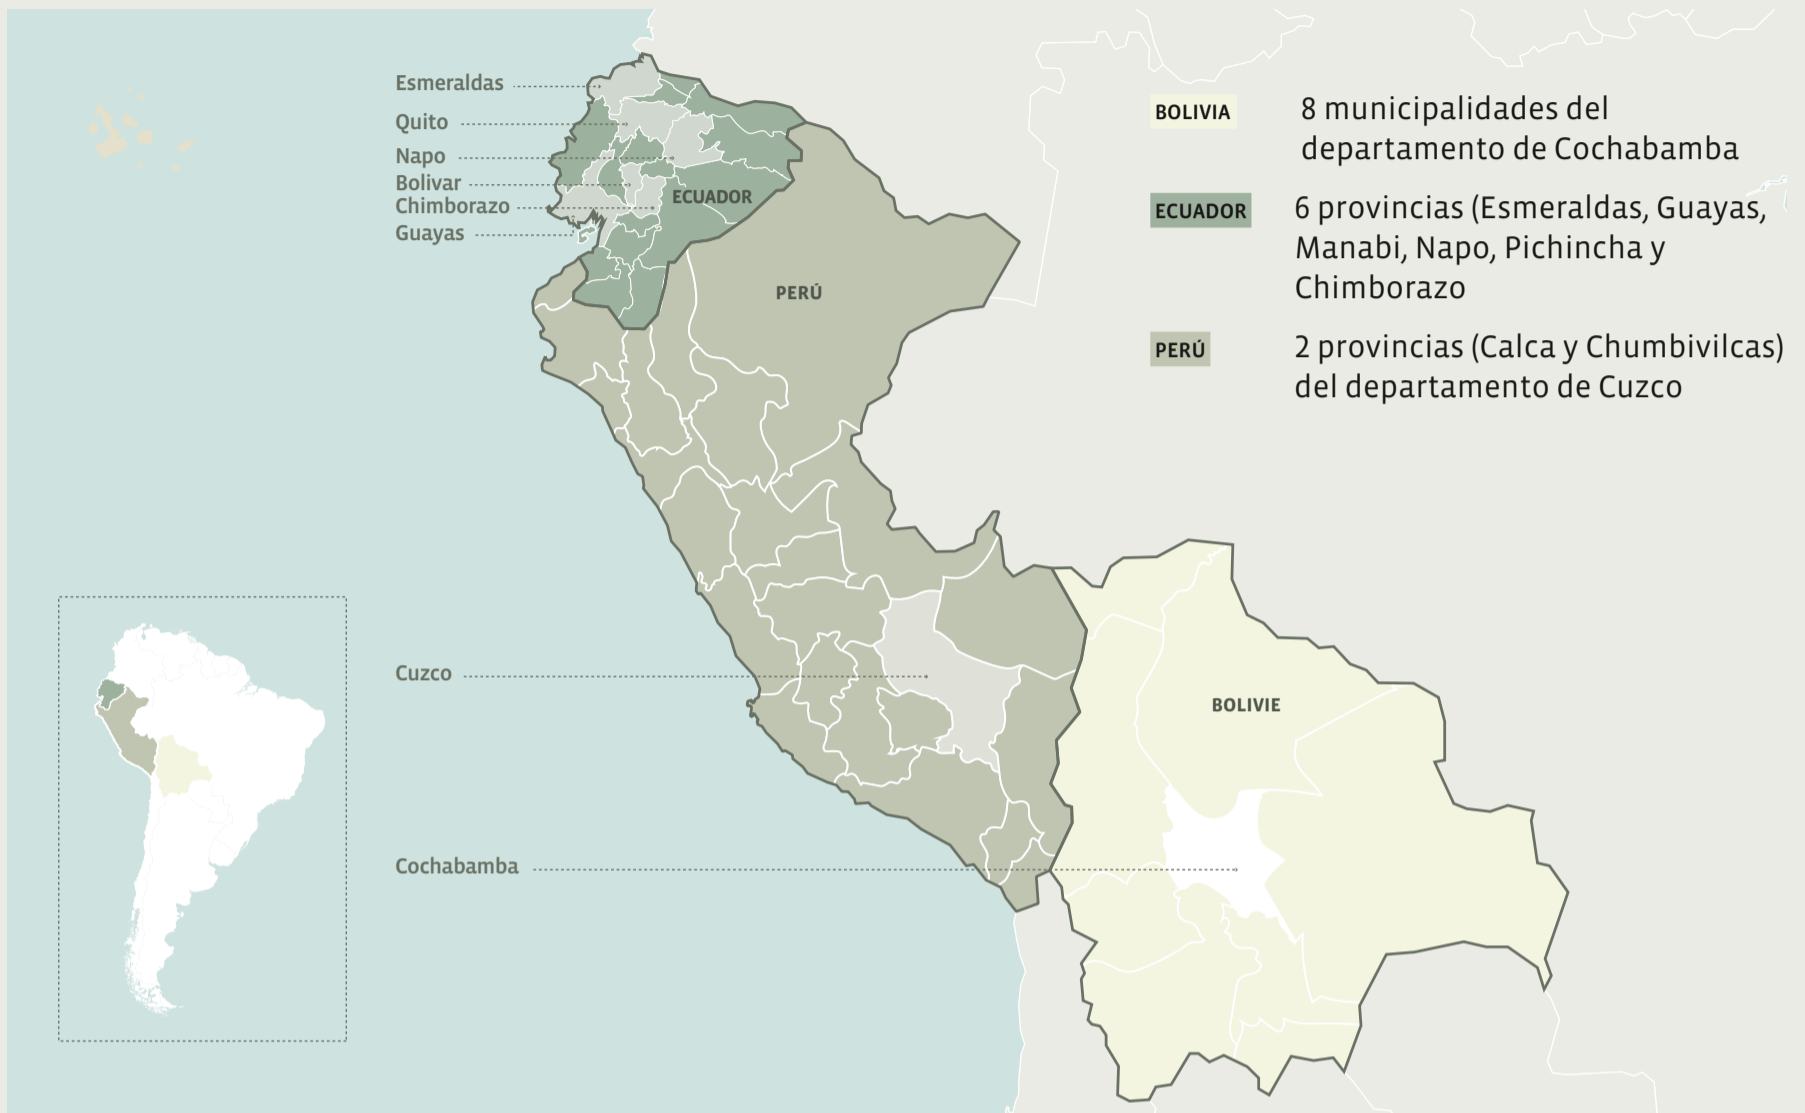 Esmeraldas
Quito
Napo
Bolivar
Chimborazo
Guayas
ECUADOR
PERÚ
Cuzco
BOLIVIE
Cochabamba
BOLIVIA
8 municipalidades del
departamento de Cochabamba
ECUADOR
6 provincias (Esmeraldas, Guayas,
Manabi, Napo, Pichincha y
Chimborazo
PERÚ
2 provincias (Calca y Chumbivilcas)
del departamento de Cuzco